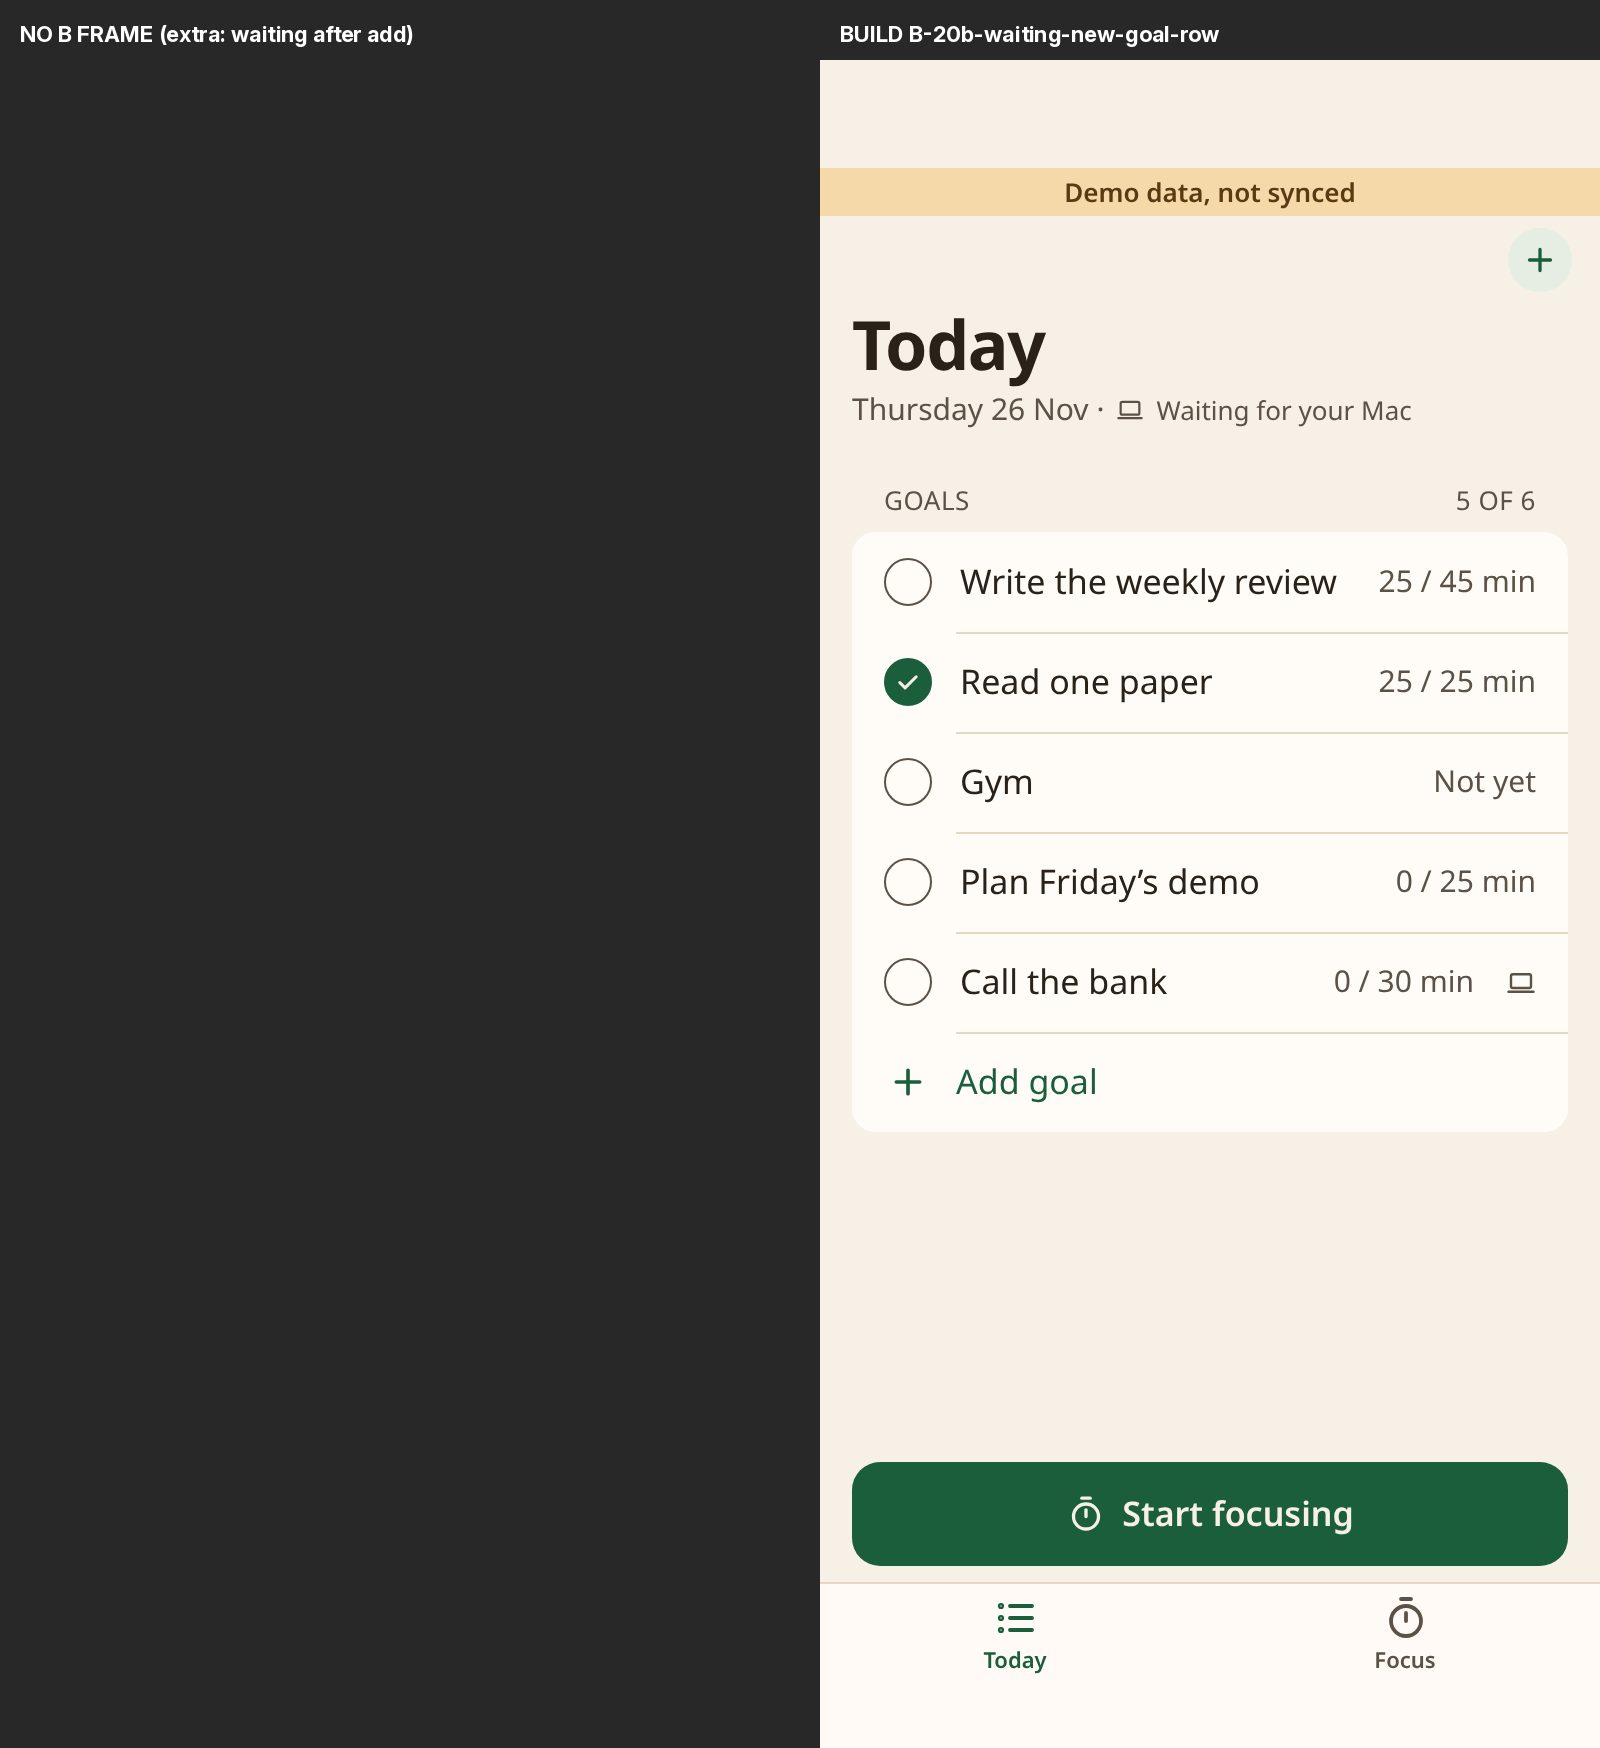 NO B FRAME (extra: waiting after add)
BUILD B-20b-waiting-new-goal-row
Demo data, not synced
Today
Thursday 26 Nov · Waiting for your Mac
GOALS 5 OF 6
Write the weekly review 25 / 45 min
Read one paper 25 / 25 min
Gym Not yet
Plan Friday’s demo 0 / 25 min
Call the bank 0 / 30 min
Add goal
Start focusing
Today Focus